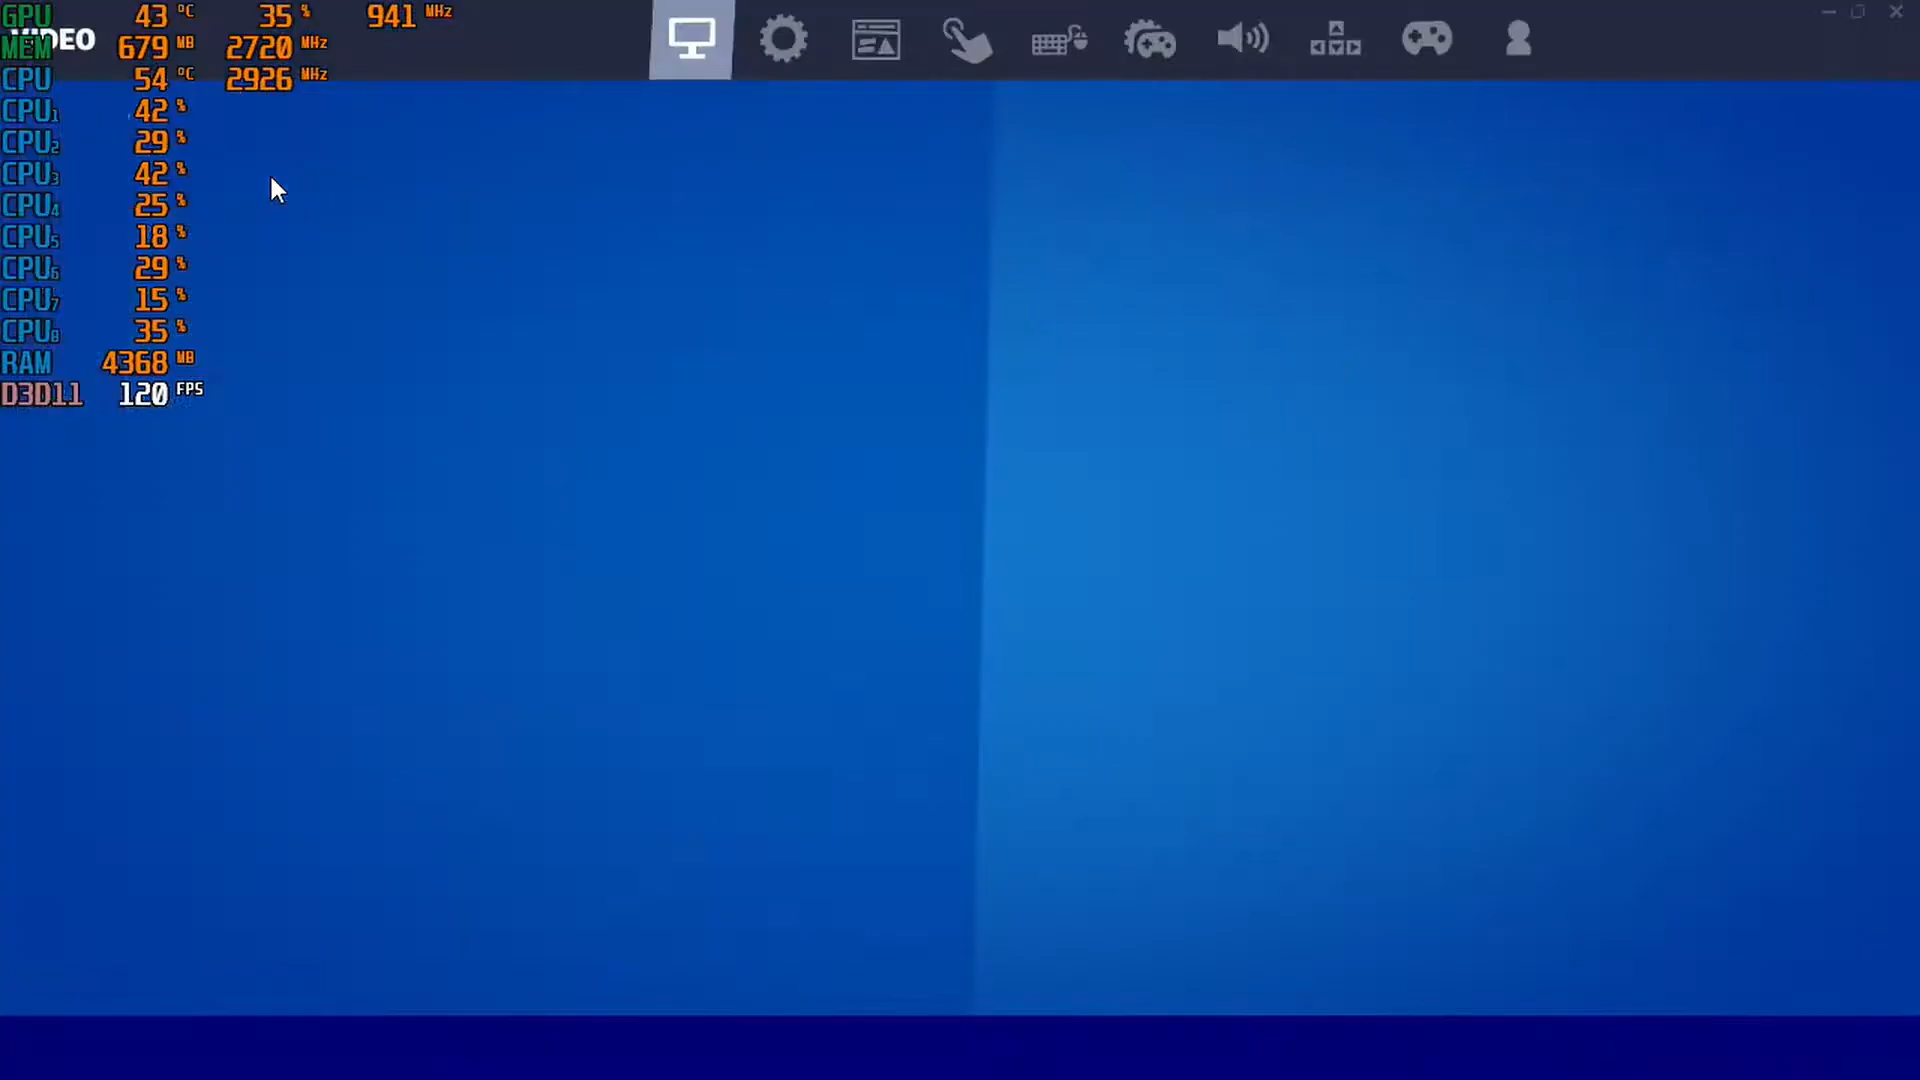 GPU 43 °C 35 % 941 MHz
VIDEO
MEM 679 MB 2720 MHz
CPU 54 °C 2926 MHz
CPU1 42 %
CPU2 29 %
CPU3 42 %
CPU4 25 %
CPU5 18 %
CPU6 29 %
CPU7 15 %
CPU8 35 %
RAM 4368 MB
D3D11 120 FPS